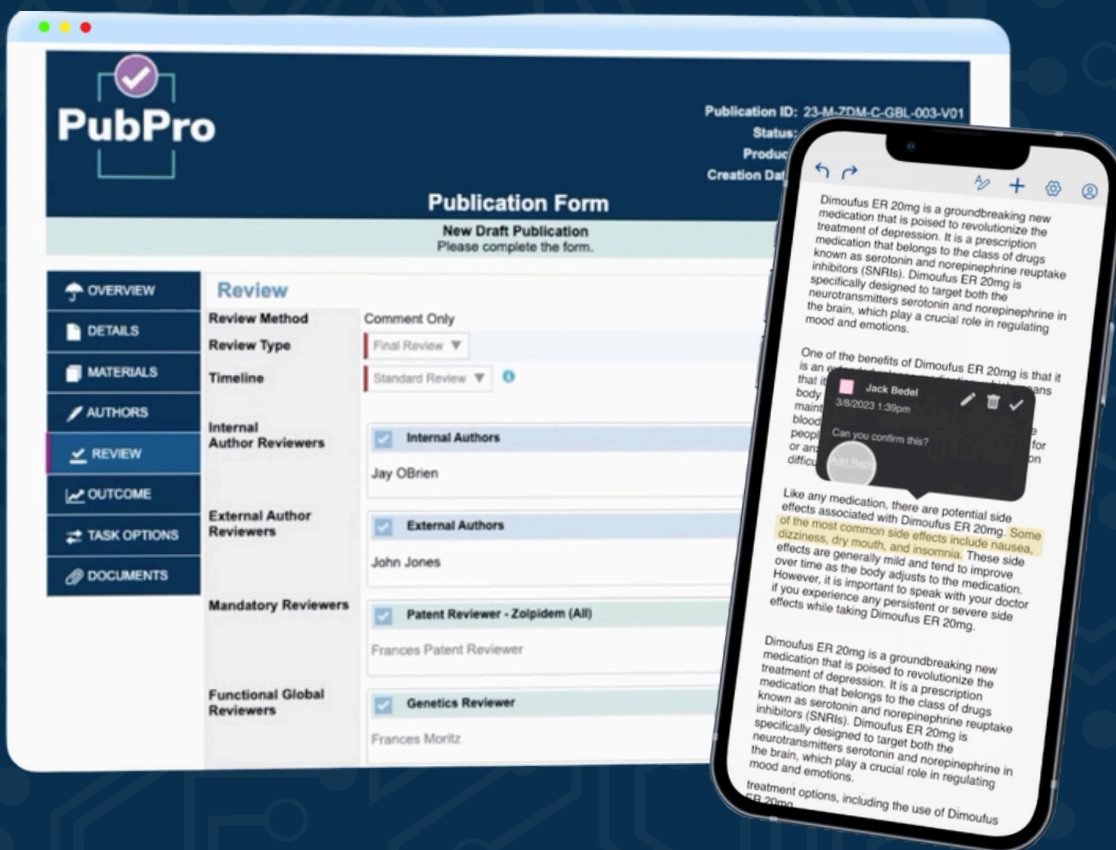 PubPro
Publication ID: 23-M-ZDM-C-GBL-003-V01
Status:
Creation
Publication Form
New Draft Publication
Please complete the form.
OVERVIEW
DETAILS
MATERIALS
AUTHORS
REVIEW
OUTCOME
TASK OPTIONS
DOCUMENTS
Review
Review Method
Comment Only
Review Type
Final Review
Timeline
Standard Review
Internal
Author Reviewers
Internal Authors
Jay OBrien
External Author
Reviewers
External Authors
John Jones
Mandatory Reviewers
Patent Reviewer - Zolpidem (All)
Frances Patent Reviewer
Functional Global
Reviewers
Genetics Reviewer
Frances Moritz
Dimoufus ER 20mg is a groundbreaking new
medication that is poised to revolutionize the
treatment of depression. It is a prescription
medication that belongs to the class of drugs
known as serotonin and norepinephrine reuptake
inhibitors (SNRIs). Dimoufus ER 20mg is
specifically designed to target both the
neurotransmitters serotonin and norepinephrine in
the brain, which play a crucial role in regulating
mood and emotions.
One of the benefits of Dimoufus ER 20mg is that it
is an
that it
body
blood
for
or
on
Jack Bedel
3/8/2023 1:39pm
Can you confirm this?
Add
Like any medication, there are potential side
effects associated with Dimoufus ER 20mg. Some
of the most common side effects include nausea,
dizziness, dry mouth, and insomnia. These side
effects are generally mild and tend to improve
over time as the body adjusts to the medication.
However, it is important to speak with your doctor
if you experience any persistent or severe side
effects while taking Dimoufus ER 20mg.
Dimoufus ER 20mg is a groundbreaking new
medication that is poised to revolutionize the
treatment of depression. It is a prescription
medication that belongs to the class of drugs
known as serotonin and norepinephrine reuptake
inhibitors (SNRIs). Dimoufus ER 20mg is
specifically designed to target both the
neurotransmitters serotonin and norepinephrine in
the brain, which play a crucial role in regulating
mood and emotions.
treatment options, including the use of Dimoufus
ER 20mg